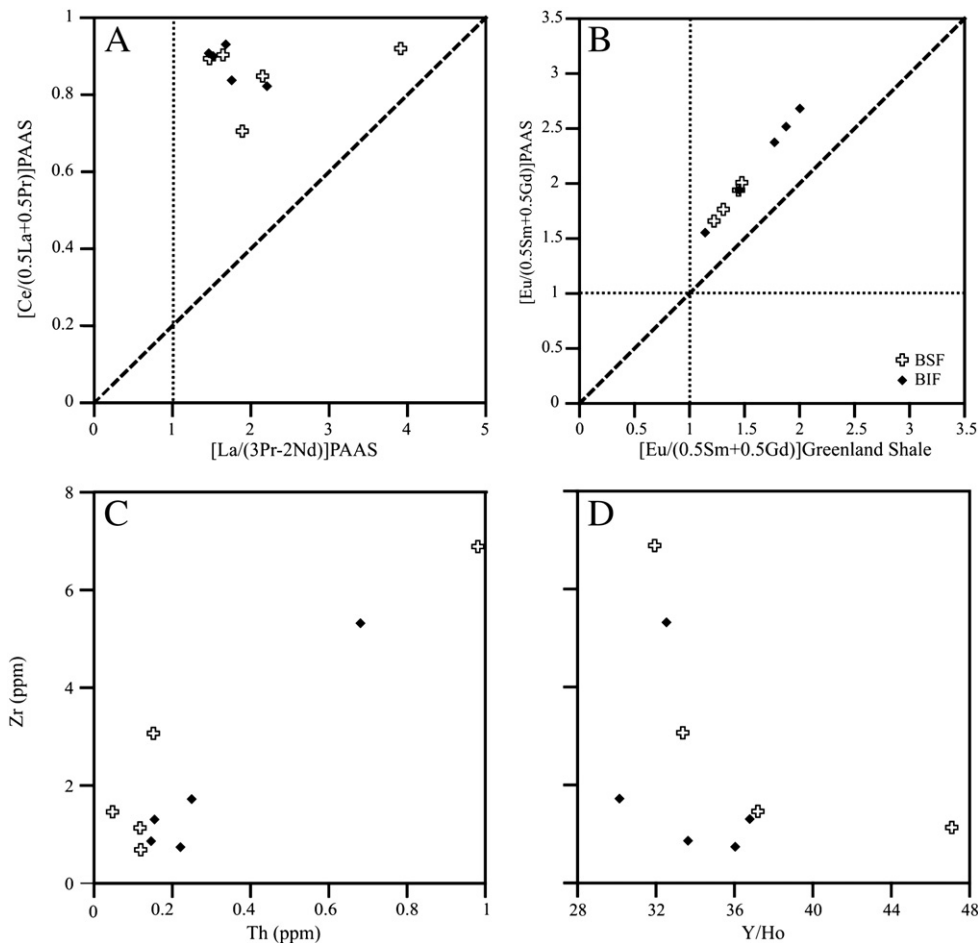 A
[Ce/(0.5La+0.5Pr)]PAAS
1
0.8
0.6
0.4
0.2
0
0 1 2 3 4 5
[La/(3Pr-2Nd)]PAAS
B
[Eu/(0.5Sm+0.5Gd)]PAAS
3.5
3
2.5
2
1.5
1
0.5
0
BSF
BIF
0 0.5 1 1.5 2 2.5 3 3.5
[Eu/(0.5Sm+0.5Gd)]Greenland Shale
C
Zr (ppm)
8
6
4
2
0
0 0.2 0.4 0.6 0.8 1
Th (ppm)
D
28 32 36 40 44 48
Y/Ho